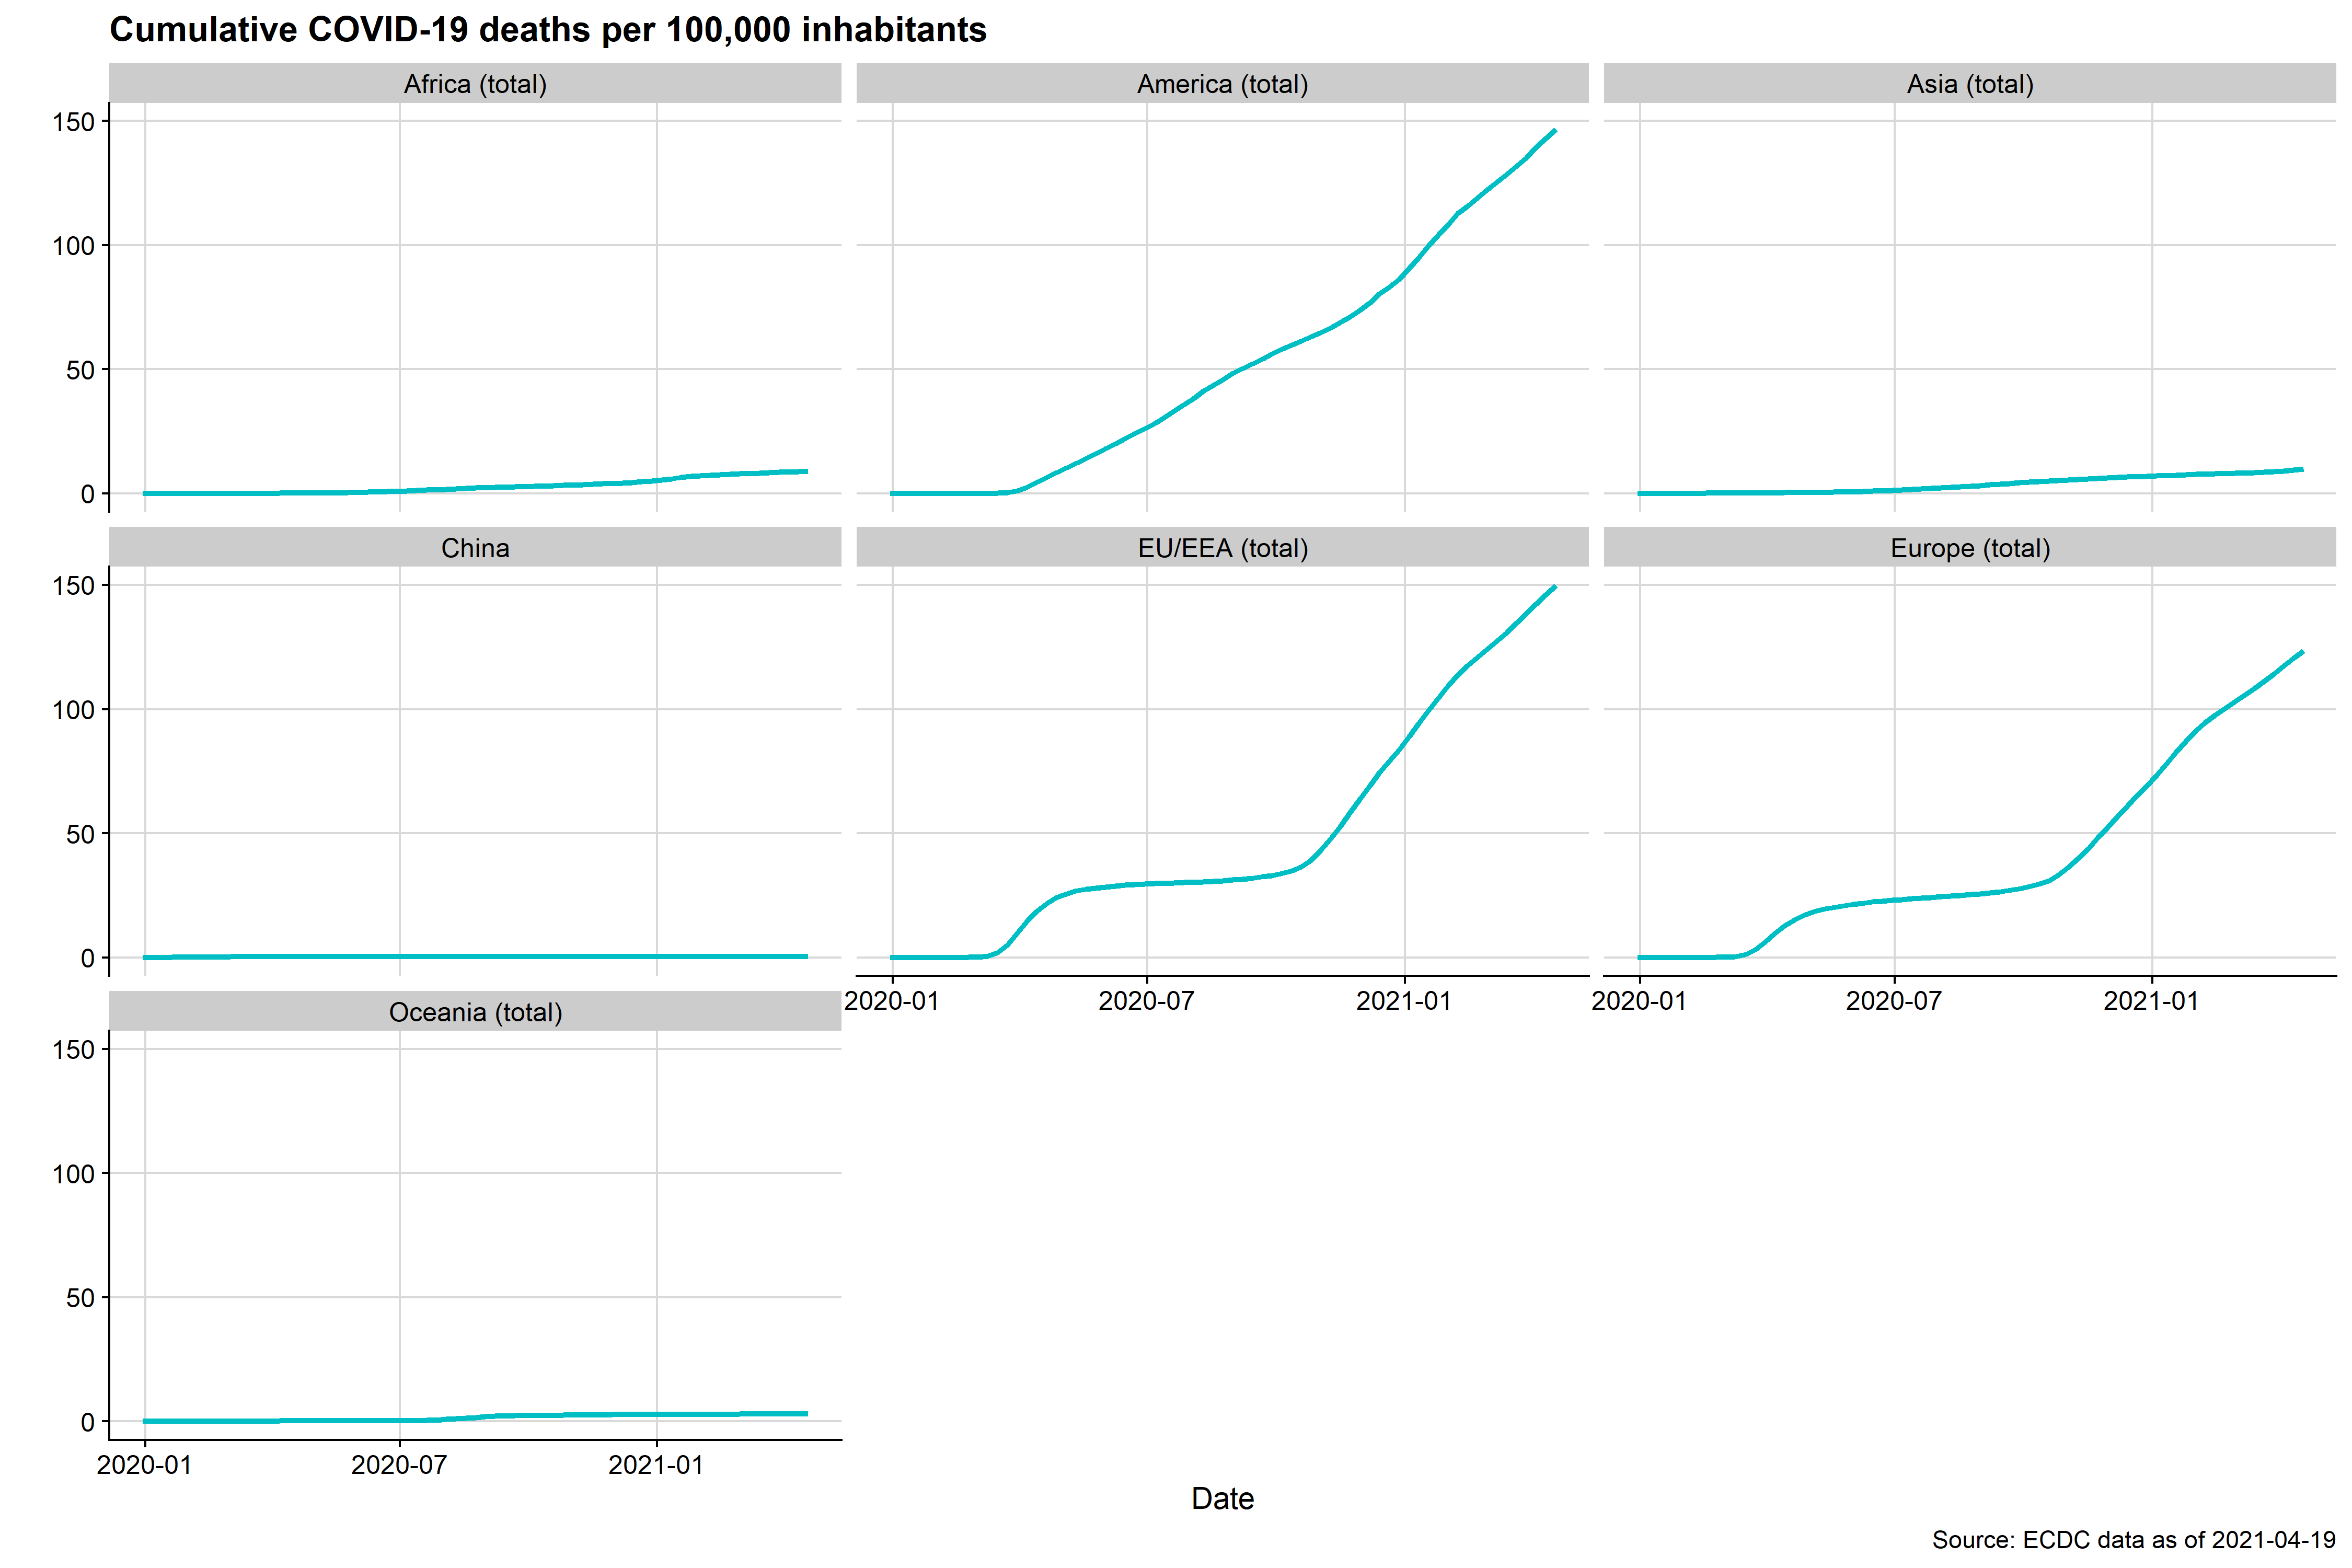 Cumulative COVID-19 deaths per 100,000 inhabitants
Africa (total)
America (total)
Asia (total)
150
100
50
0
China
EU/EEA (total)
Europe (total)
150
100
50
0
2020-01
2020-07
2021-01
2020-01
2020-07
2021-01
Oceania (total)
150
100
50
0
2020-01
2020-07
2021-01
Date
Source: ECDC data as of 2021-04-19